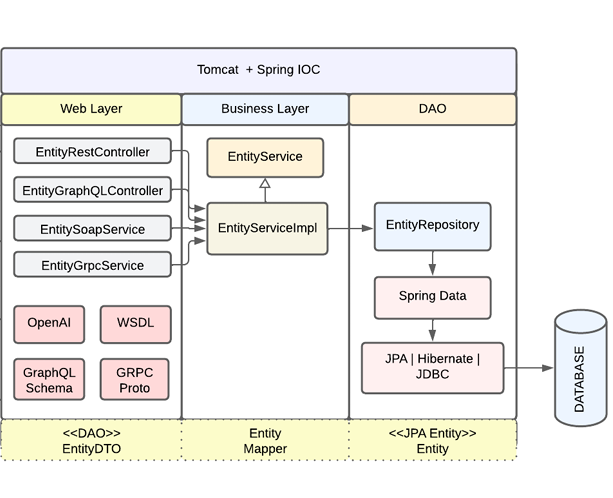 Tomcat + Spring IOC
Web Layer
Business Layer
DAO
EntityRestController
EntityGraphQLController
EntitySoapService
EntityGrpcService
OpenAI
WSDL
GraphQL
Schema
GRPC
Proto
EntityService
EntityServiceImpl
EntityRepository
Spring Data
JPA | Hibernate |
JDBC
DATABASE
<<DAO>>
EntityDTO
Entity
Mapper
<<JPA Entity>>
Entity